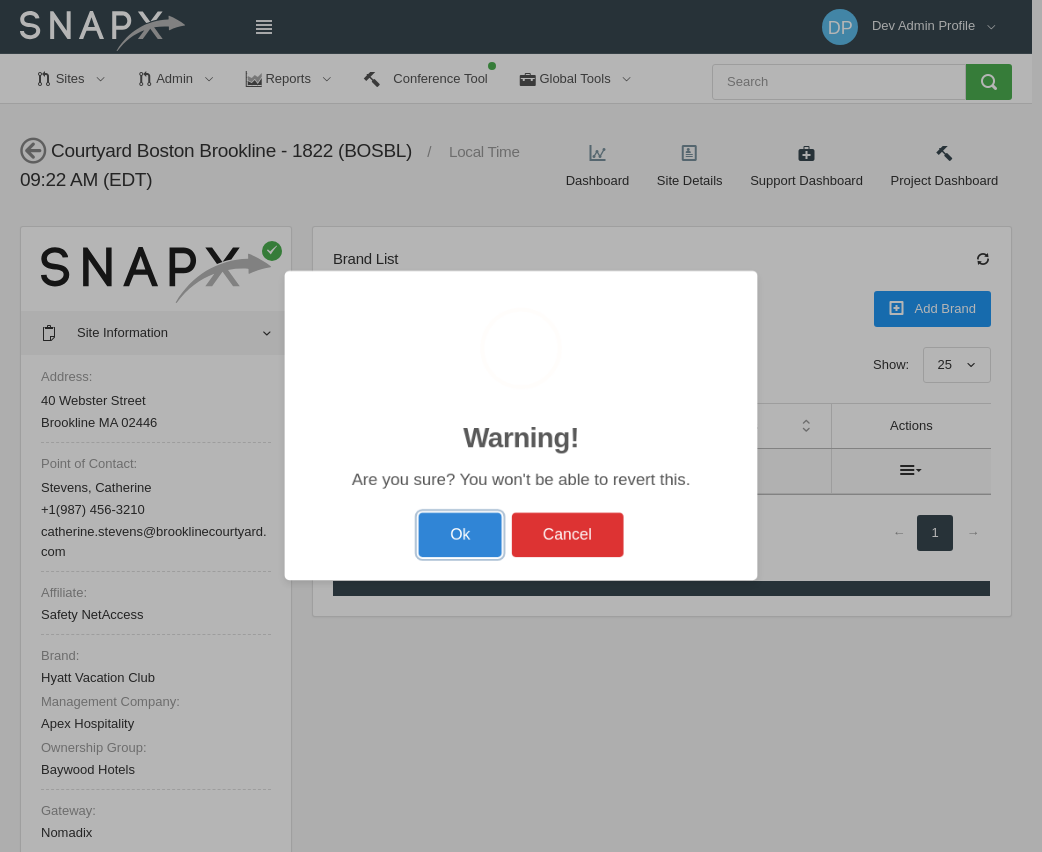 SNAPX
DP
Dev Admin Profile
Sites
Admin
Reports
Conference Tool
Global Tools
Search
Courtyard Boston Brookline - 1822 (BOSBL) / Local Time
09:22 AM (EDT)
Dashboard
Site Details
Support Dashboard
Project Dashboard
SNAPX
Site Information
Address:
40 Webster Street
Brookline MA 02446
Point of Contact:
Stevens, Catherine
+1(987) 456-3210
catherine.stevens@brooklinecourtyard.
com
Affiliate:
Safety NetAccess
Brand:
Hyatt Vacation Club
Management Company:
Apex Hospitality
Ownership Group:
Baywood Hotels
Gateway:
Nomadix
Brand List
Add Brand
Show: 25
Actions
← 1 →
Warning!
Are you sure? You won't be able to revert this.
Ok
Cancel